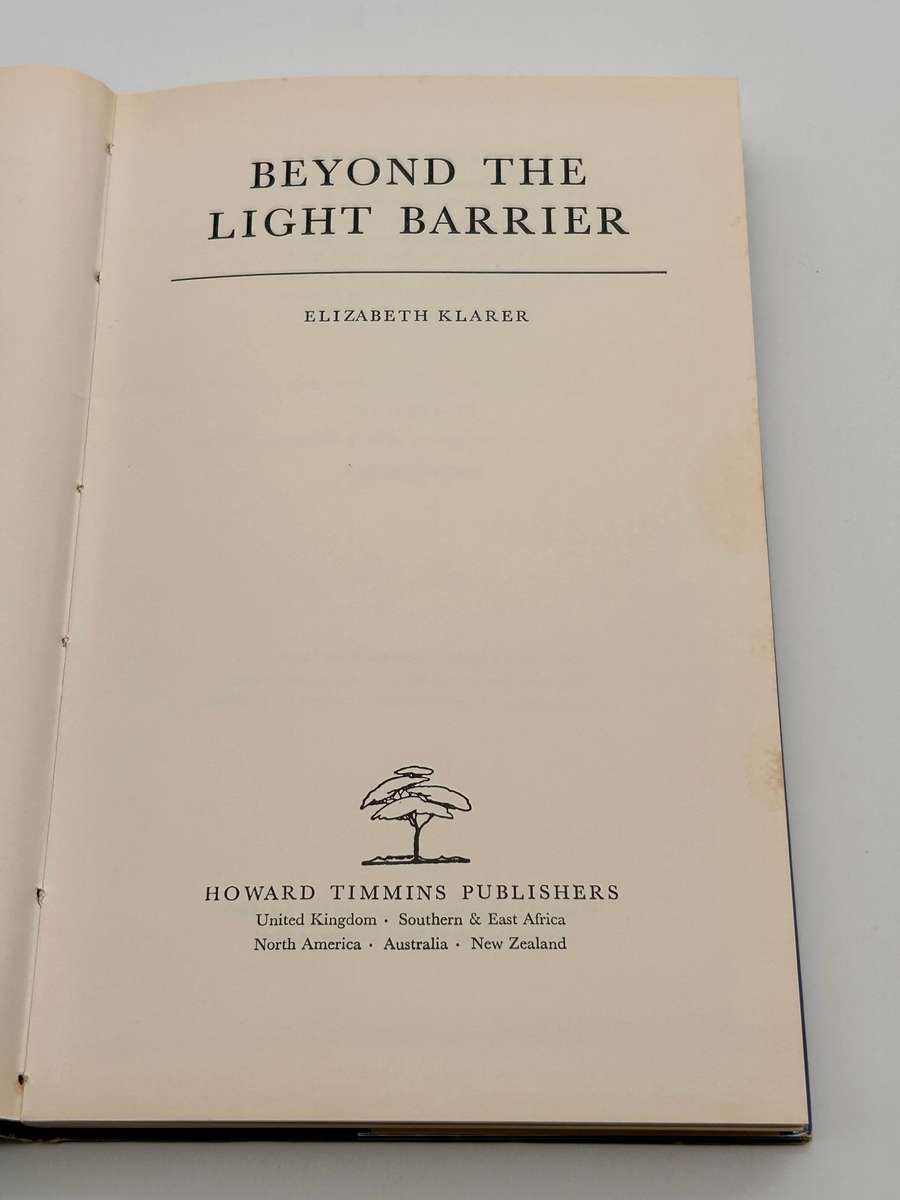 BEYOND THE
LIGHT BARRIER
ELIZABETH KLARER
HOWARD TIMMINS PUBLISHERS
United Kingdom · Southern & East Africa
North America · Australia · New Zealand